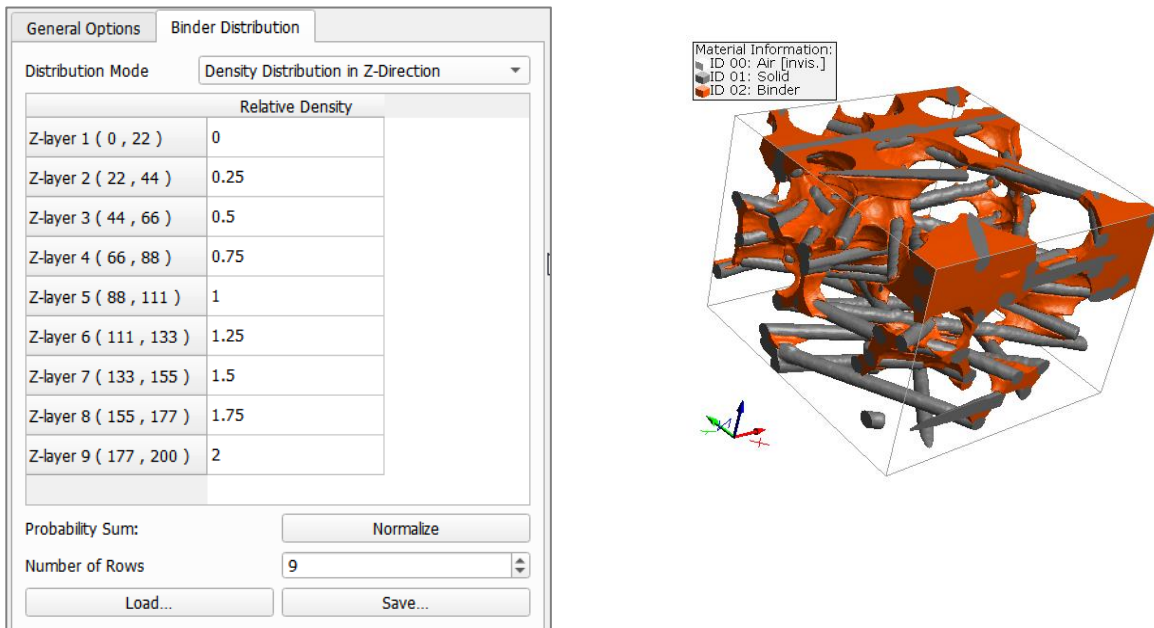 General Options
Binder Distribution
Distribution Mode
Density Distribution in Z-Direction
Relative Density
Z-layer 1 ( 0 , 22 ) 0
Z-layer 2 ( 22 , 44 ) 0.25
Z-layer 3 ( 44 , 66 ) 0.5
Z-layer 4 ( 66 , 88 ) 0.75
Z-layer 5 ( 88 , 111 ) 1
Z-layer 6 ( 111 , 133 ) 1.25
Z-layer 7 ( 133 , 155 ) 1.5
Z-layer 8 ( 155 , 177 ) 1.75
Z-layer 9 ( 177 , 200 ) 2
Probability Sum:
Normalize
Number of Rows
9
Load...
Save...
Material Information:
ID 00: Air [invis.]
ID 01: Solid
ID 02: Binder